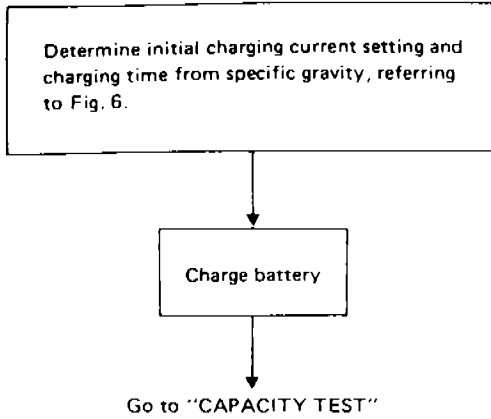 Determine initial charging current setting and
charging time from specific gravity, referring
to Fig. 6.
Charge battery
Go to "CAPACITY TEST"